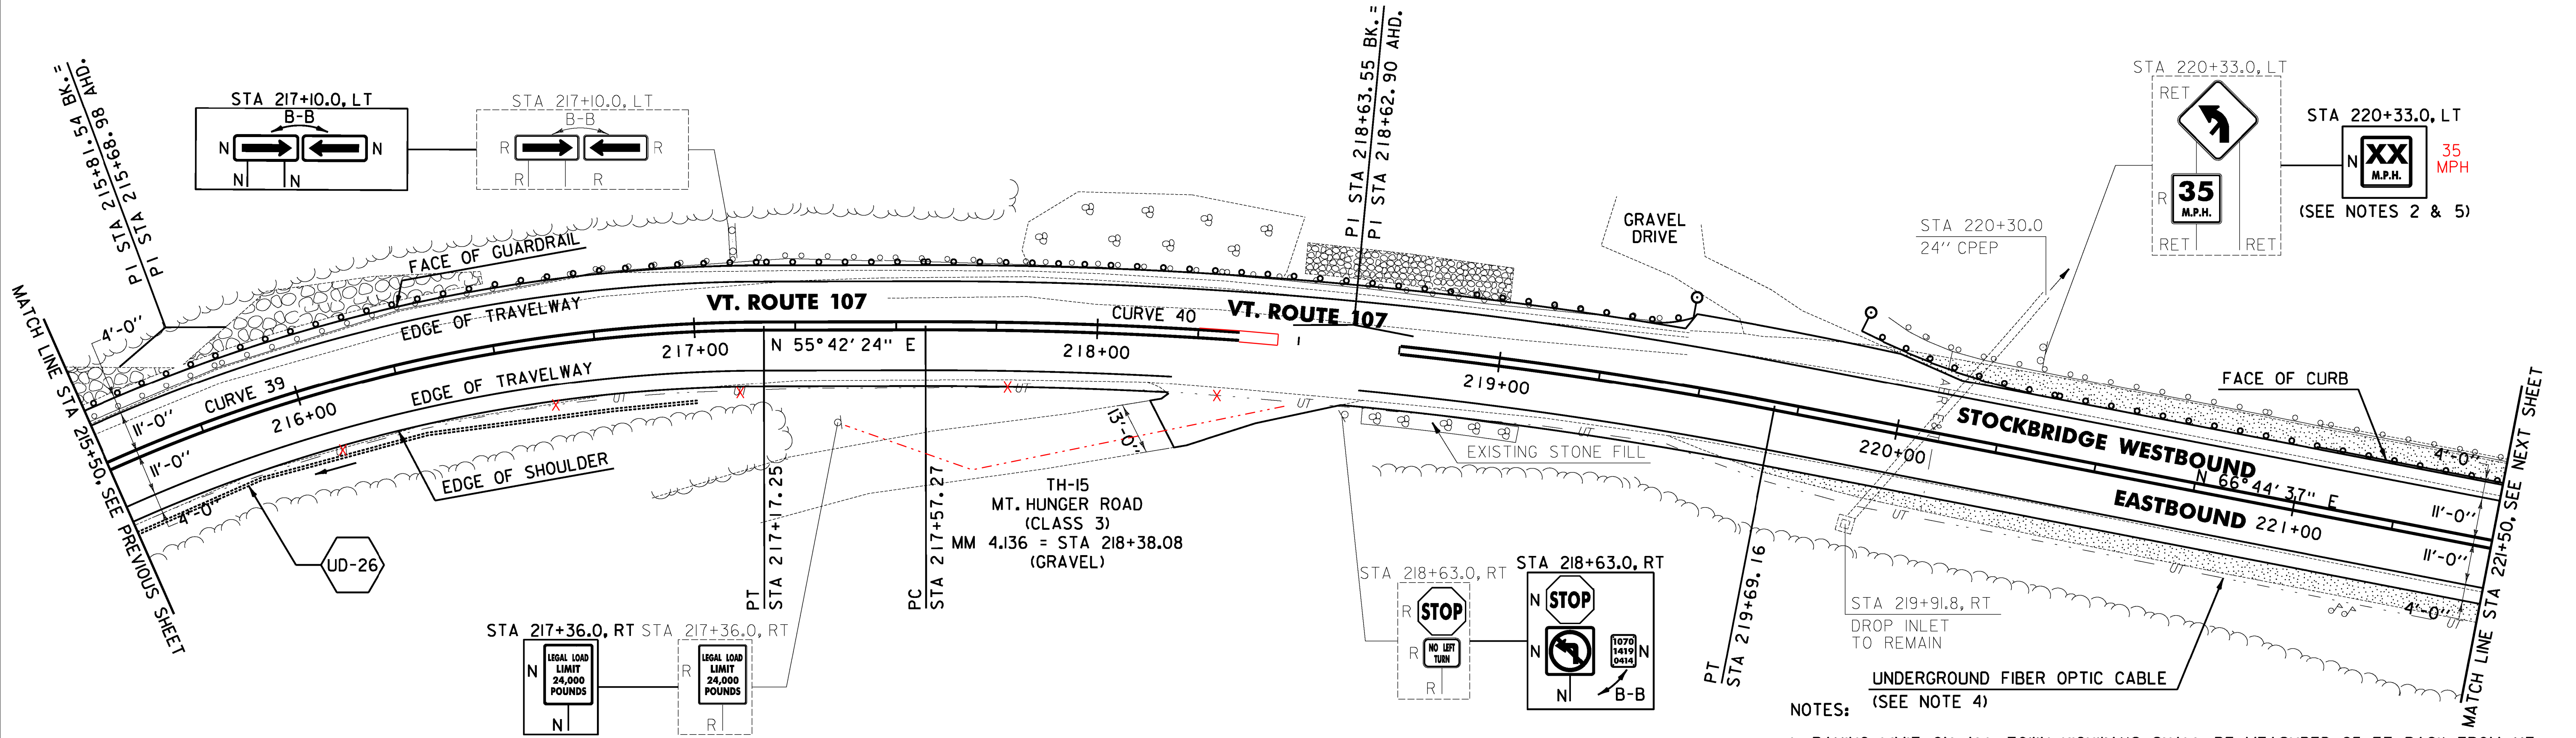 MATCH LINE STA 215+50, SEE PREVIOUS SHEET
PI STA 215+81.54 BK.=
PI STA 215+68.98 AHD.
STA 217+10.0, LT
B-B
N
N
N
N
STA 217+10.0, LT
B-B
R
R
R
R
FACE OF GUARDRAIL
4'-0"
EDGE OF TRAVELWAY
VT. ROUTE 107
CURVE 39
11'-0"
11'-0"
4'-0"
216+00
217+00
EDGE OF TRAVELWAY
EDGE OF SHOULDER
UD-26
N 55°42'24" E
218+00
CURVE 40
VT. ROUTE 107
PI STA 218+63.55 BK.=
PI STA 218+62.90 AHD.
X
X
X
X
X
UT
UT
UT
UT
UT
UT
UT
UT
13'-0"
PT
STA 217+17.25
PC
STA 217+57.27
TH-15
MT. HUNGER ROAD
(CLASS 3)
MM 4.136 = STA 218+38.08
(GRAVEL)
STA 217+36.0, RT
N
LEGAL LOAD
LIMIT
24,000
POUNDS
N
STA 217+36.0, RT
R
LEGAL LOAD
LIMIT
24,000
POUNDS
R
GRAVEL
DRIVE
219+00
EXISTING STONE FILL
STA 218+63.0, RT
R
STOP
R
NO LEFT
TURN
R
STA 218+63.0, RT
N
STOP
N
1070
1419
0414
N
N
B-B
PT
STA 219+69.16
220+00
STA 220+30.0
24" CPEP
STA 220+33.0, LT
RET
R
35
M.P.H.
RET
RET
STA 220+33.0, LT
N
XX
M.P.H.
35
MPH
(SEE NOTES 2 & 5)
FACE OF CURB
STOCKBRIDGE WESTBOUND
N 66°44'37" E
EASTBOUND
221+00
4'-0"
11'-0"
11'-0"
4'-0"
STA 219+91.8, RT
DROP INLET
TO REMAIN
UNDERGROUND FIBER OPTIC CABLE
(SEE NOTE 4)
MATCH LINE STA 221+50, SEE NEXT SHEET
NOTES: